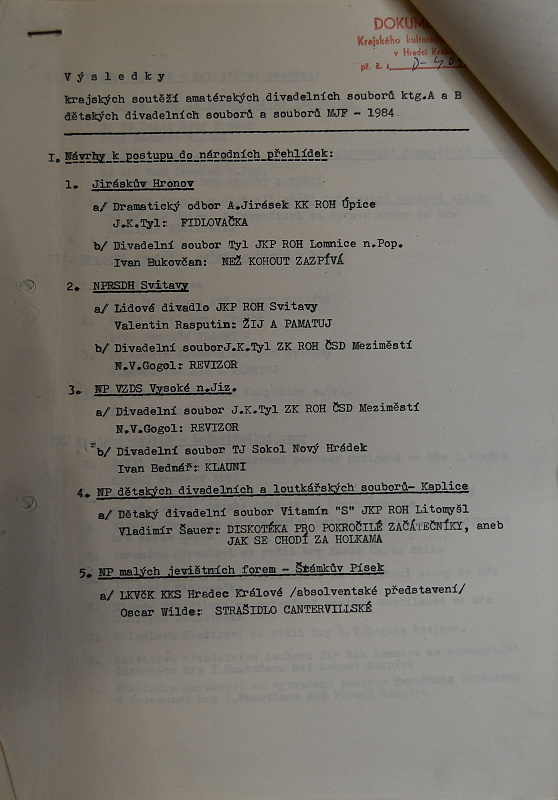 DOKUM
Krajského kultur
v Hradci Kr
př. č.
V ý s l e d k y
krajských soutěží amatérských divadelních souborů ktg.A a B
dětských divadelních souborů a souborů MJF - 1984
I. Návrhy k postupu do národních přehlídek:
1. Jiráskův Hronov
a/ Dramatický odbor A.Jirásek KK ROH Úpice
J.K.Tyl: FIDLOVAČKA
b/ Divadelní soubor Tyl JKP ROH Lomnice n.Pop.
Ivan Bukovčan: NEŽ KOHOUT ZAZPÍVÁ
2. NPRSDH Svitavy
a/ Lidové divadlo JKP ROH Svitavy
Valentin Rasputin: ŽIJ A PAMATUJ
b/ Divadelní souborJ.K.Tyl ZK ROH ČSD Meziměstí
N.V.Gogol: REVIZOR
3. NP VZDS Vysoké n.Jiz.
a/ Divadelní soubor J.K.Tyl ZK ROH ČSD Meziměstí
N.V.Gogol: REVIZOR
b/ Divadelní soubor TJ Sokol Nový Hrádek
Ivan Bednář: KLAUNI
4. NP dětských divadelních a loutkářských souborů- Kaplice
a/ Dětský divadelní soubor Vitamín "S" JKP ROH Litomyšl
Vladimír Šauer: DISKOTÉKA PRO POKROČILÉ ZAČÁTEČNÍKY, aneb
JAK SE CHODÍ ZA HOLKAMA
5. NP malých jevištních forem - Šrámkův Písek
a/ LKVČK KKS Hradec Králové /absolventské představení/
Oscar Wilde: STRAŠIDLO CANTERVILLSKÉ